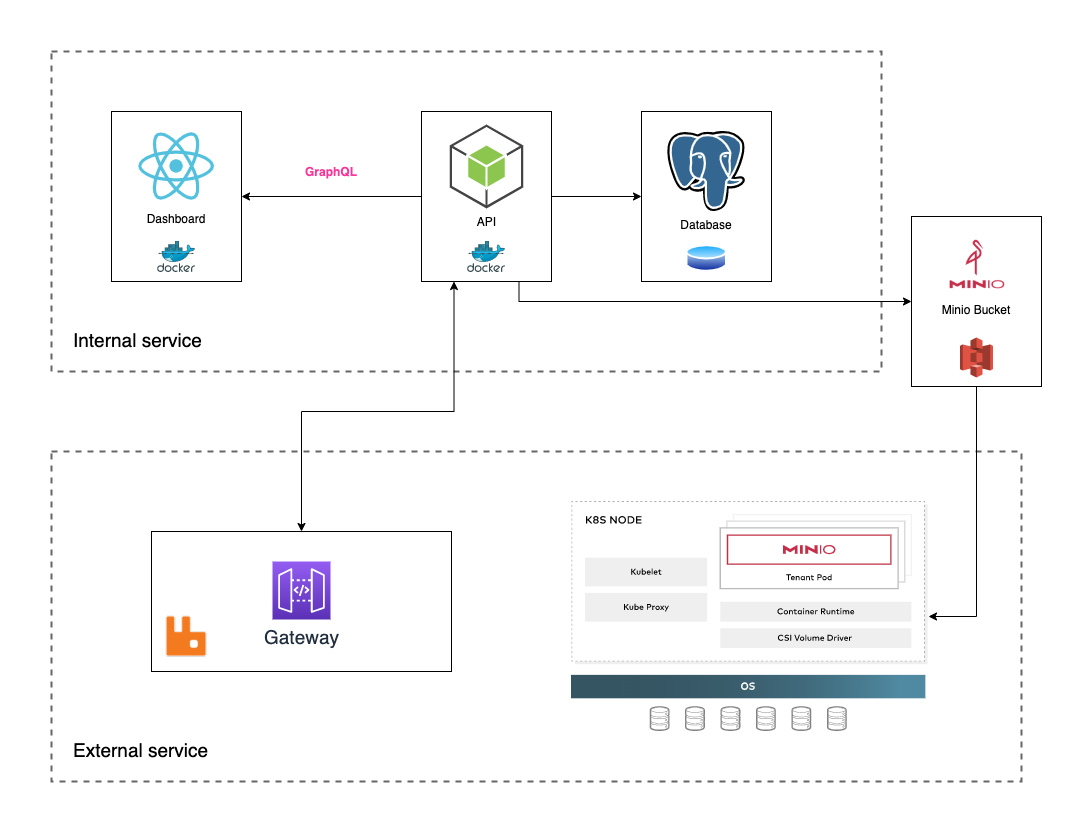 GraphQL
Dashboard
docker
API
docker
Database
MINIO
Minio Bucket
Internal service
K8S NODE
MINIO
Tenant Pod
Kubelet
Kube Proxy
Container Runtime
CSI Volume Driver
OS
</>
Gateway
External service